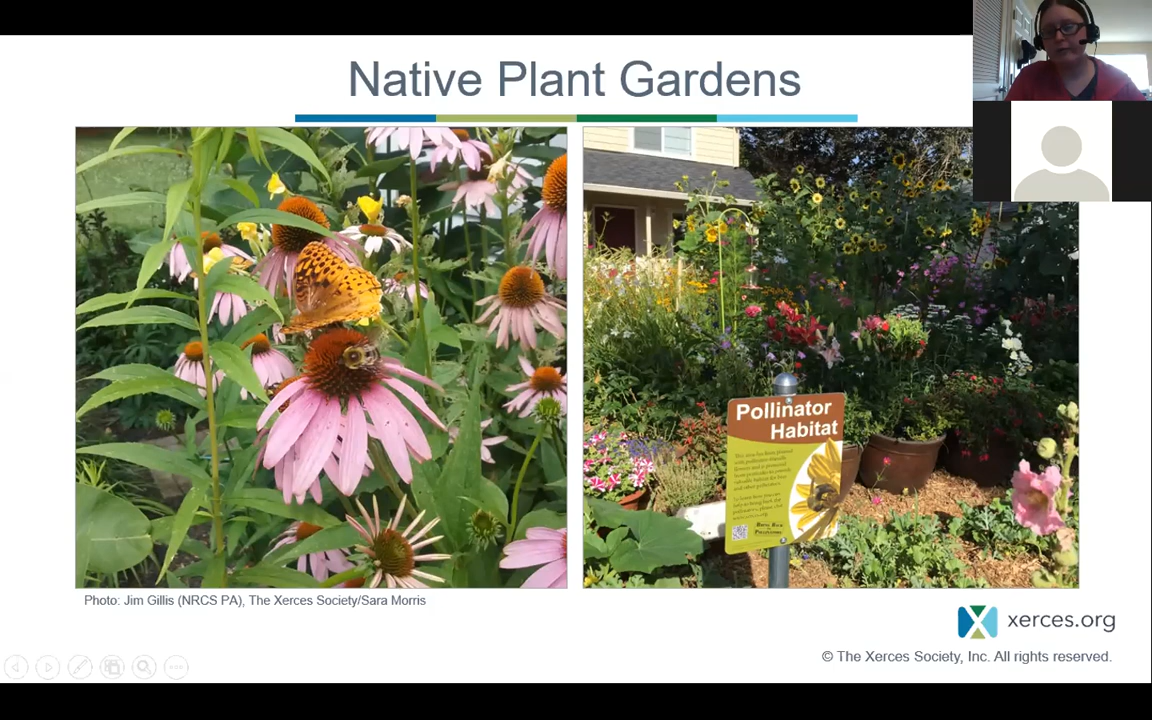 Native Plant Gardens
Pollinator
Habitat
Photo: Jim Gillis (NRCS PA), The Xerces Society/Sara Morris
xerces.org
© The Xerces Society, Inc. All rights reserved.